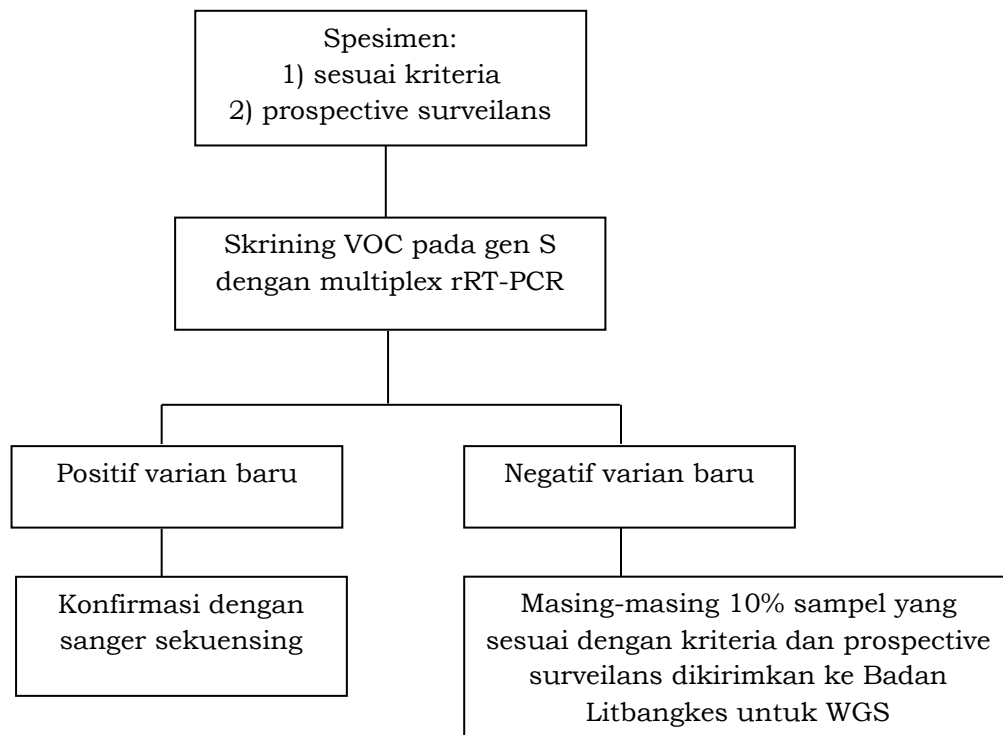 Spesimen:
1) sesuai kriteria
2) prospective surveilans
Skrining VOC pada gen S
dengan multiplex rRT-PCR
Positif varian baru
Negatif varian baru
Konfirmasi dengan
sanger sekuensing
Masing-masing 10% sampel yang
sesuai dengan kriteria dan prospective
surveilans dikirimkan ke Badan
Litbangkes untuk WGS